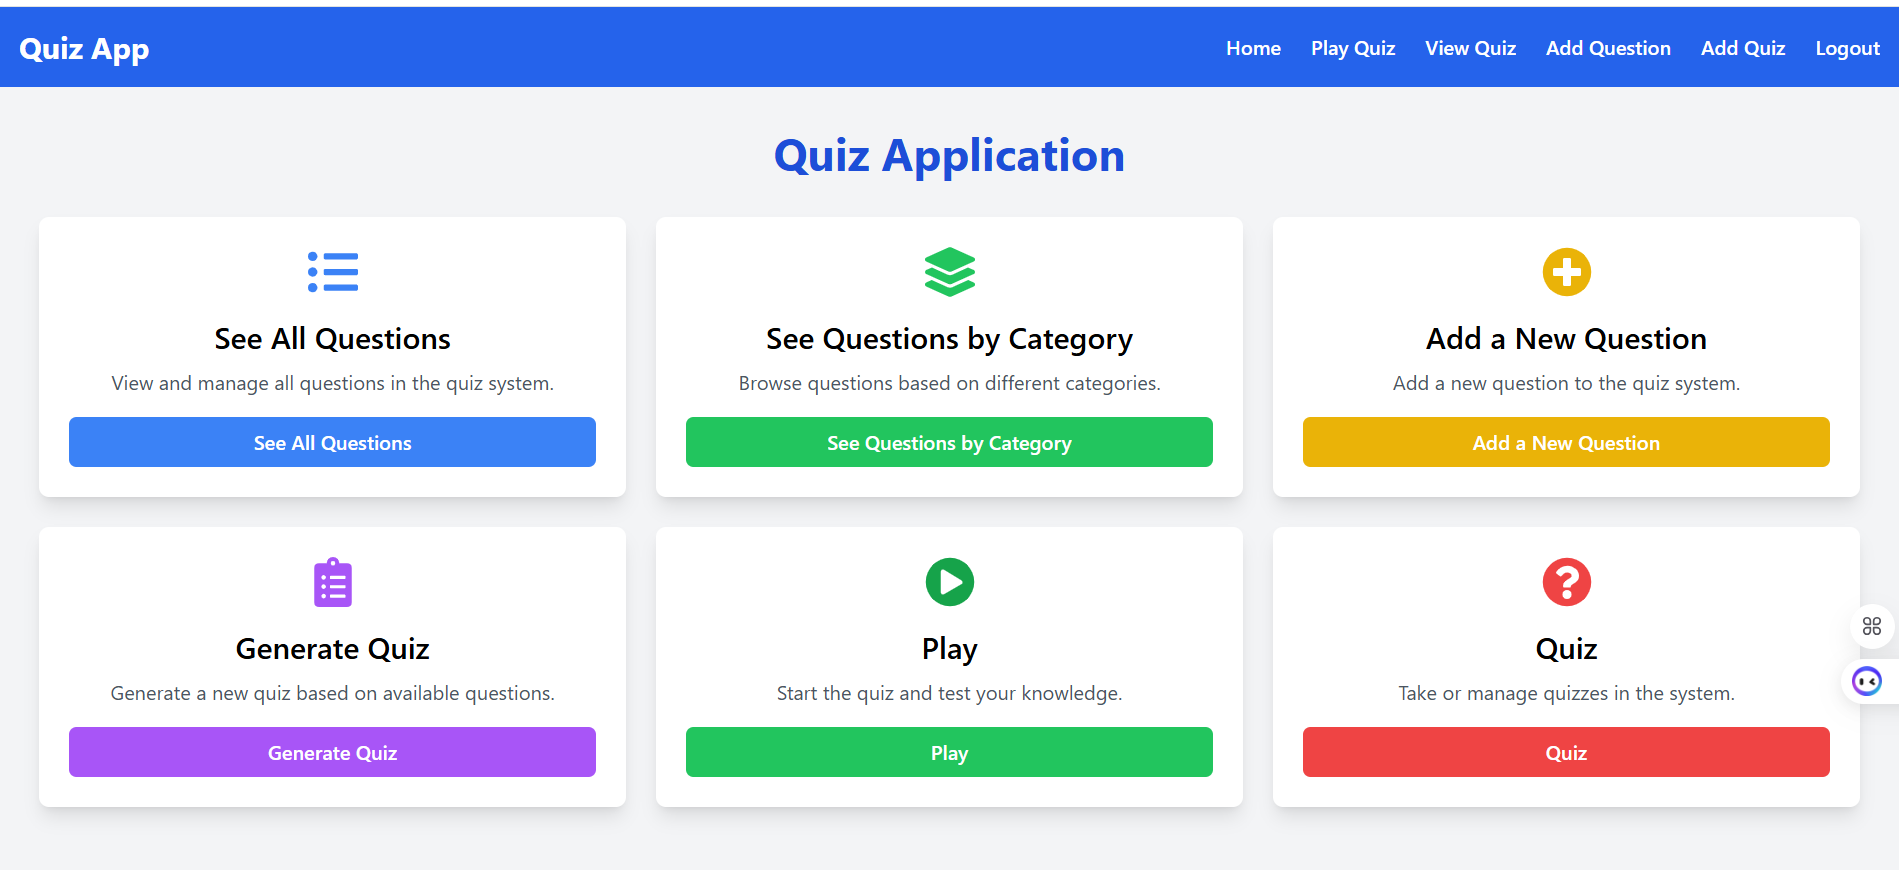 Quiz App
Home Play Quiz View Quiz Add Question Add Quiz Logout
Quiz Application
See All Questions
View and manage all questions in the quiz system.
See All Questions
See Questions by Category
Browse questions based on different categories.
See Questions by Category
Add a New Question
Add a new question to the quiz system.
Add a New Question
Generate Quiz
Generate a new quiz based on available questions.
Generate Quiz
Play
Start the quiz and test your knowledge.
Play
Quiz
Take or manage quizzes in the system.
Quiz